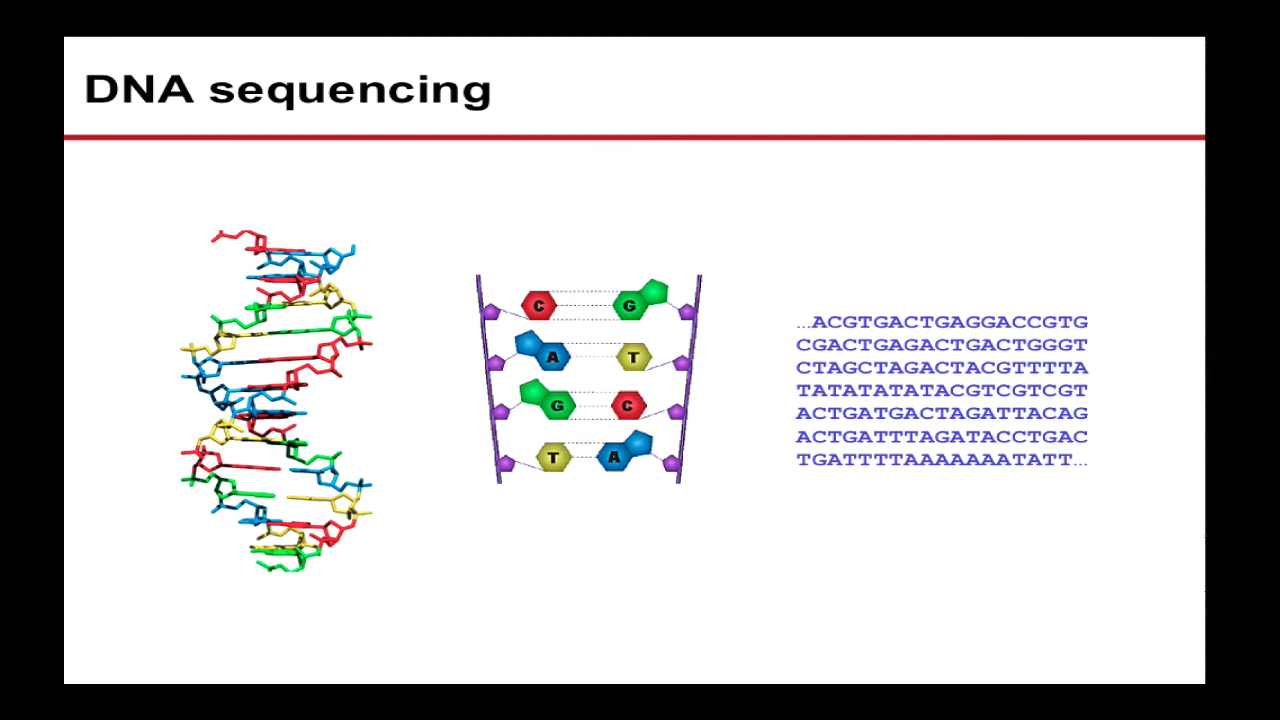 DNA sequencing
C G
A T
G C
T A
...ACGTGACTGAGGACCGTG
CGACTGAGACTGACTGGGT
CTAGCTAGACTACGTTTTA
TATATATATACGTCGTCGT
ACTGATGACTAGATTACAG
ACTGATTTAGATACCTGAC
TGATTTTAAAAAAATATT...